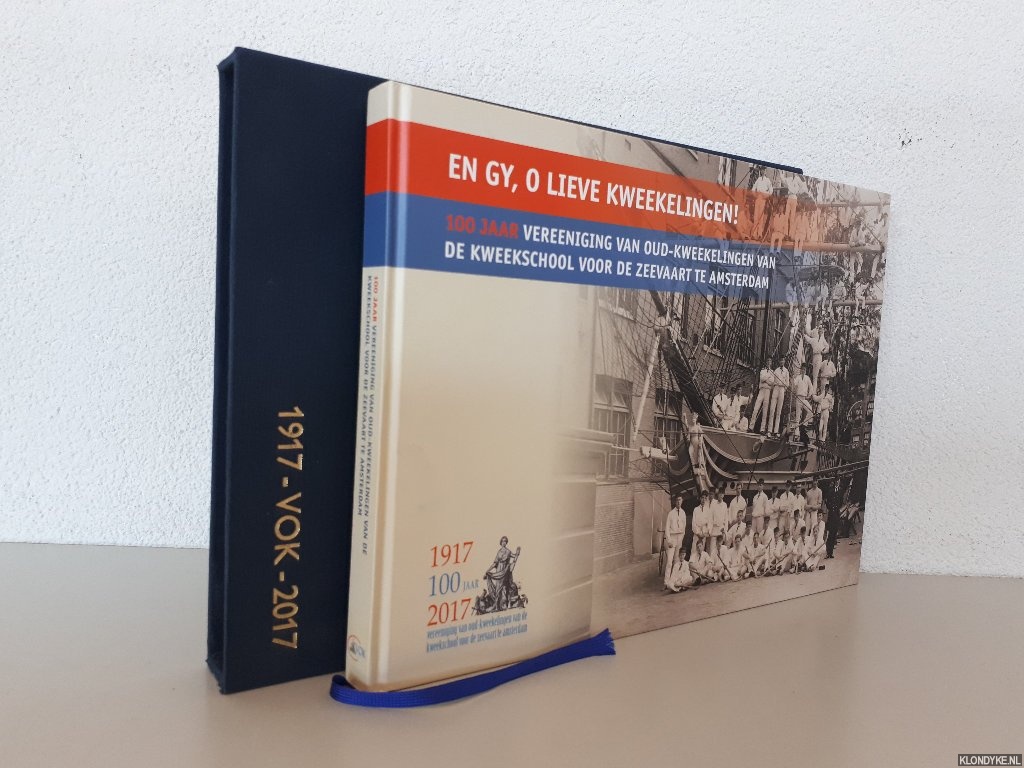 1917 - VOK - 2017
EN GY, O LIEVE KWEEKELINGEN!
100 JAAR VEREENIGING VAN OUD-KWEEKELINGEN VAN
DE KWEEKSCHOOL VOOR DE ZEEVAART TE AMSTERDAM
100 JAAR VEREENIGING VAN OUD-KWEEKELINGEN VAN DE
KWEEKSCHOOL VOOR DE ZEEVAART TE AMSTERDAM
1917
100 JAAR
2017
vereeniging van oud-kweekelingen van de
kweekschool voor de zeevaart te amsterdam
KLONDYKE.NL